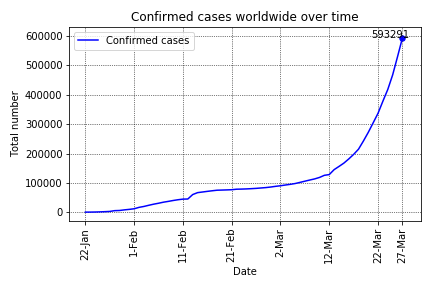 Confirmed cases worldwide over time
Confirmed cases
593291
600000
500000
400000
300000
200000
100000
0
Total number
22-Jan
1-Feb
11-Feb
21-Feb
2-Mar
12-Mar
22-Mar
27-Mar
Date